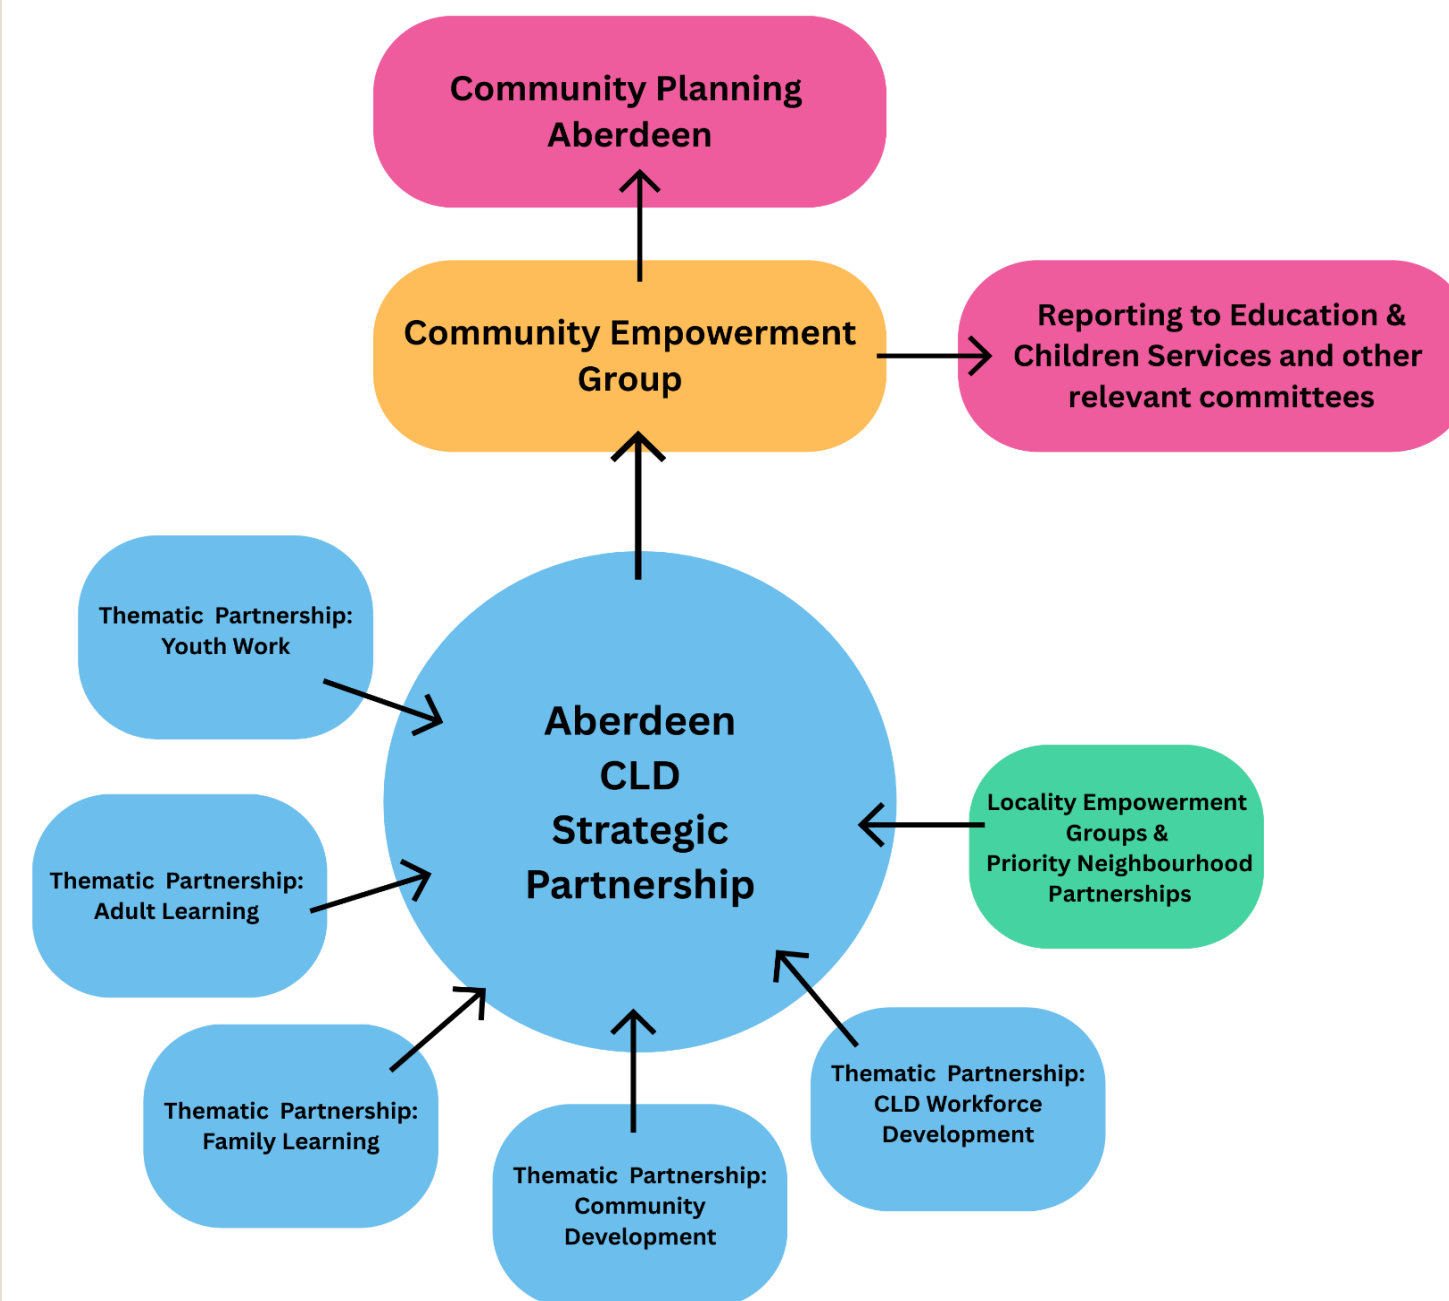 Community Planning
Aberdeen
Community Empowerment
Group
Reporting to Education &
Children Services and other
relevant committees
Thematic Partnership:
Youth Work
Aberdeen
CLD
Strategic
Partnership
Locality Empowerment
Groups &
Priority Neighbourhood
Partnerships
Thematic Partnership:
Adult Learning
Thematic Partnership:
Family Learning
Thematic Partnership:
Community
Development
Thematic Partnership:
CLD Workforce
Development